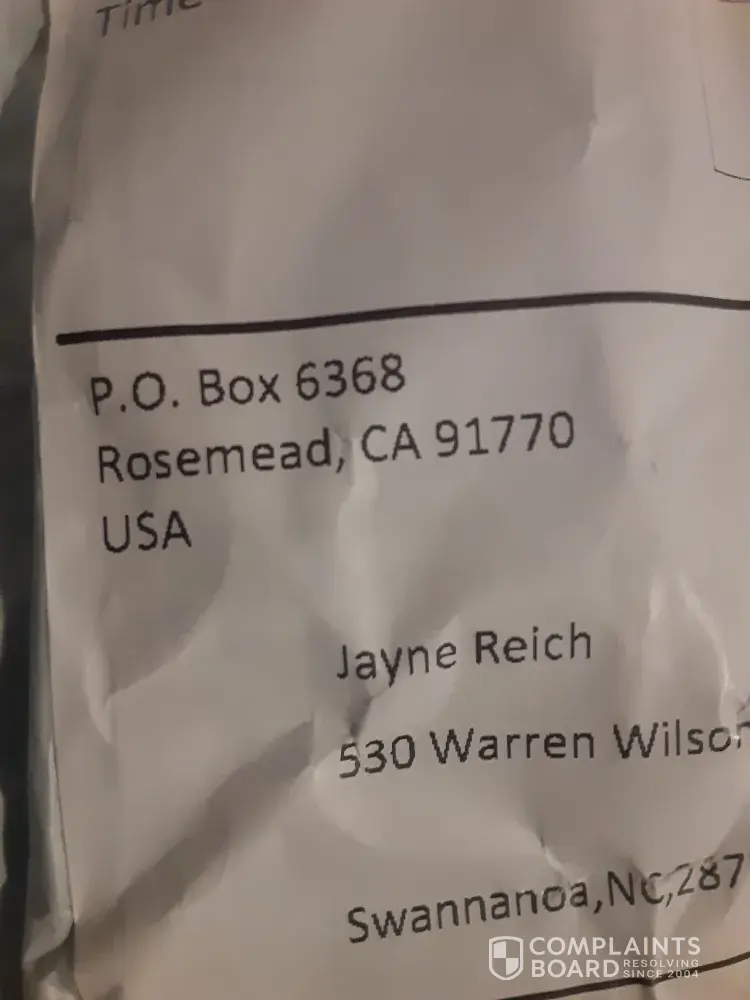 Time
P.O. Box 6368
Rosemead, CA 91770
USA
Jayne Reich
530 Warren Wilson
Swannanoa,NC,287
COMPLAINTS
BOARD RESOLVING
SINCE 2004